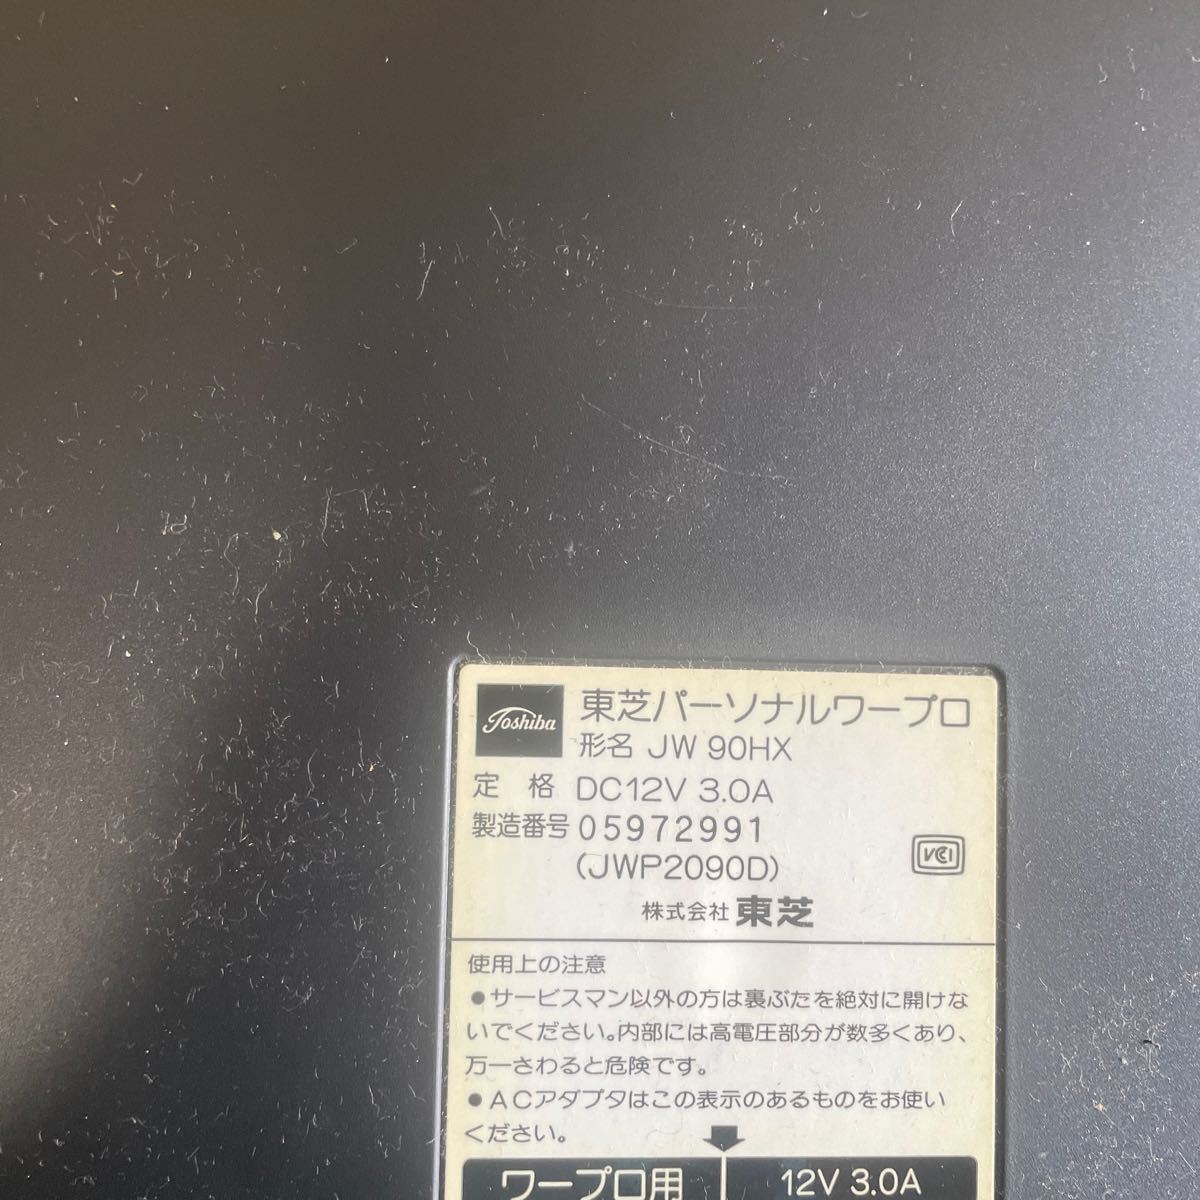 Toshiba 東芝パーソナルワープロ
形名 JW 90HX
定 格 DC12V 3.0A
製造番号 05972991
(JWP2090D)
VCI
株式会社 東芝
使用上の注意
●サービスマン以外の方は裏ぶたを絶対に開けな
いでください。内部には高電圧部分が数多くあり、
万一さわると危険です。
●ACアダプタはこの表示のあるものをお使い
ください。
ワープロ用 12V 3.0A